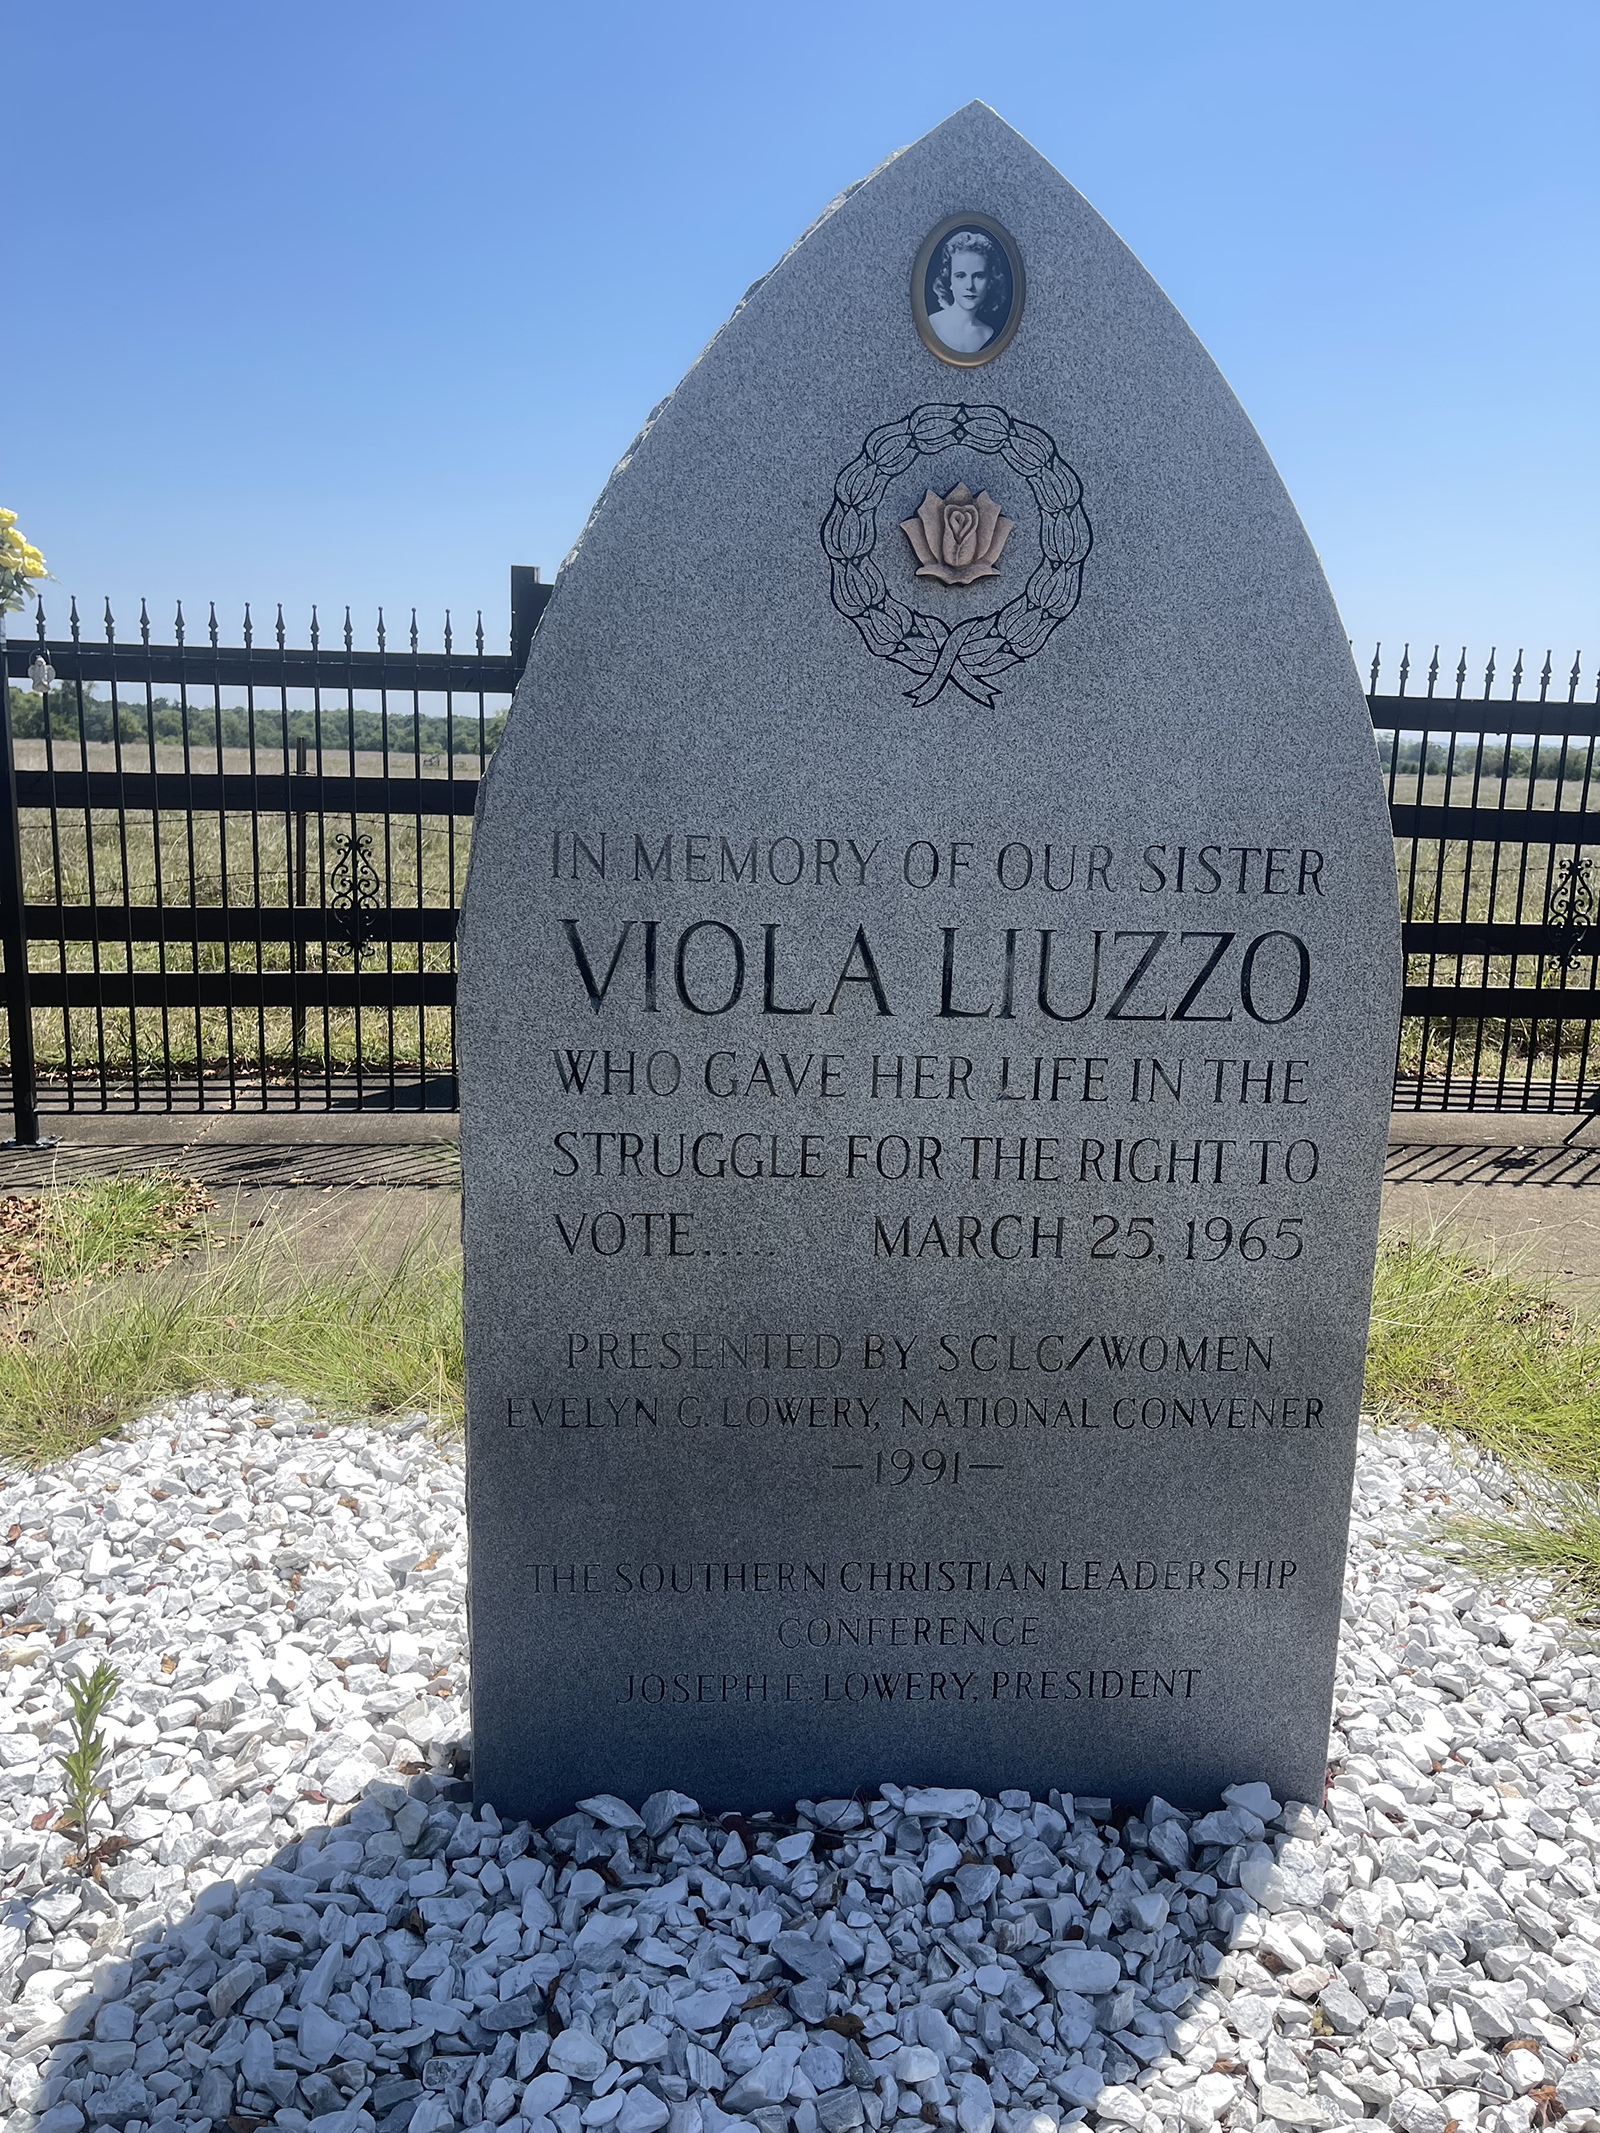 IN MEMORY OF OUR SISTER
VIOLA LIUZZO
WHO GAVE HER LIFE IN THE
STRUGGLE FOR THE RIGHT TO
VOTE..... MARCH 25, 1965
PRESENTED BY SCLC/WOMEN
EVELYN G. LOWERY, NATIONAL CONVENER
—1991—
THE SOUTHERN CHRISTIAN LEADERSHIP
CONFERENCE
JOSEPH E. LOWERY, PRESIDENT